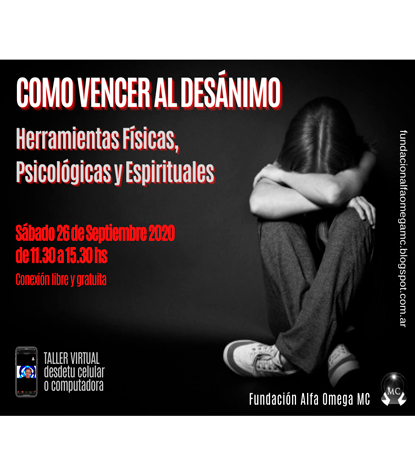 COMO VENCER AL DESÁNIMO
Herramientas Físicas,
Psicológicas y Espirituales
Sábado 26 de Septiembre 2020
de 11.30 a 15.30 hs
Conexión libre y gratuita
fundacionalfaomegamc.blogspot.com.ar
TALLER VIRTUAL
desdetu celular
o computadora
Fundación Alfa Omega MC
MC